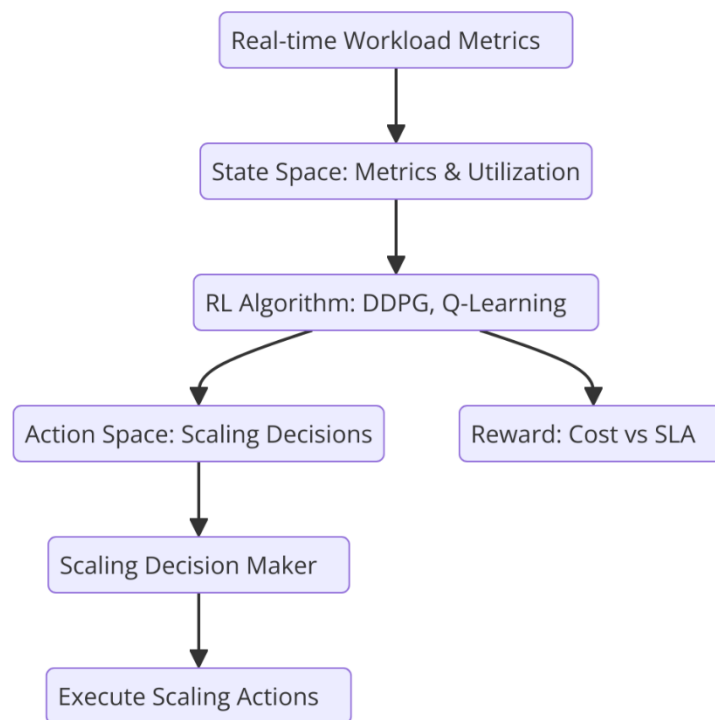 Real-time Workload Metrics
State Space: Metrics & Utilization
RL Algorithm: DDPG, Q-Learning
Action Space: Scaling Decisions
Reward: Cost vs SLA
Scaling Decision Maker
Execute Scaling Actions